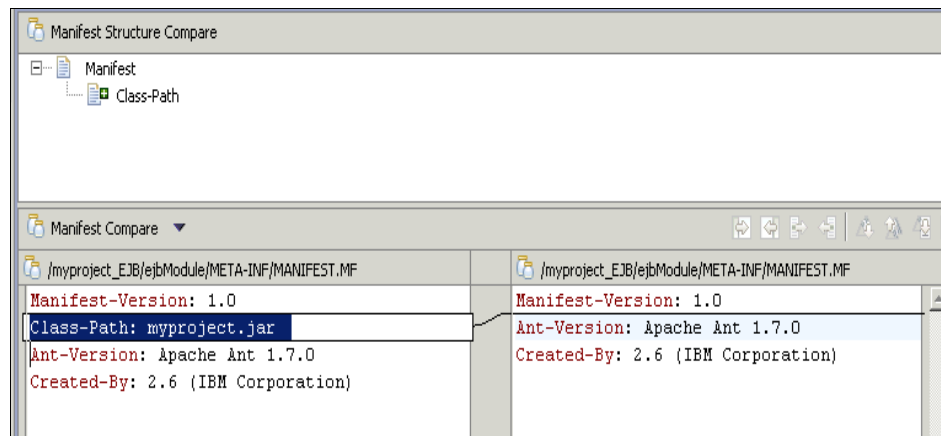 Manifest Structure Compare
Manifest
Class-Path
Manifest Compare
/myproject_EJB/ejbModule/META-INF/MANIFEST.MF
Manifest-Version: 1.0
Class-Path: myproject.jar
Ant-Version: Apache Ant 1.7.0
Created-By: 2.6 (IBM Corporation)
/myproject_EJB/ejbModule/META-INF/MANIFEST.MF
Manifest-Version: 1.0
Ant-Version: Apache Ant 1.7.0
Created-By: 2.6 (IBM Corporation)